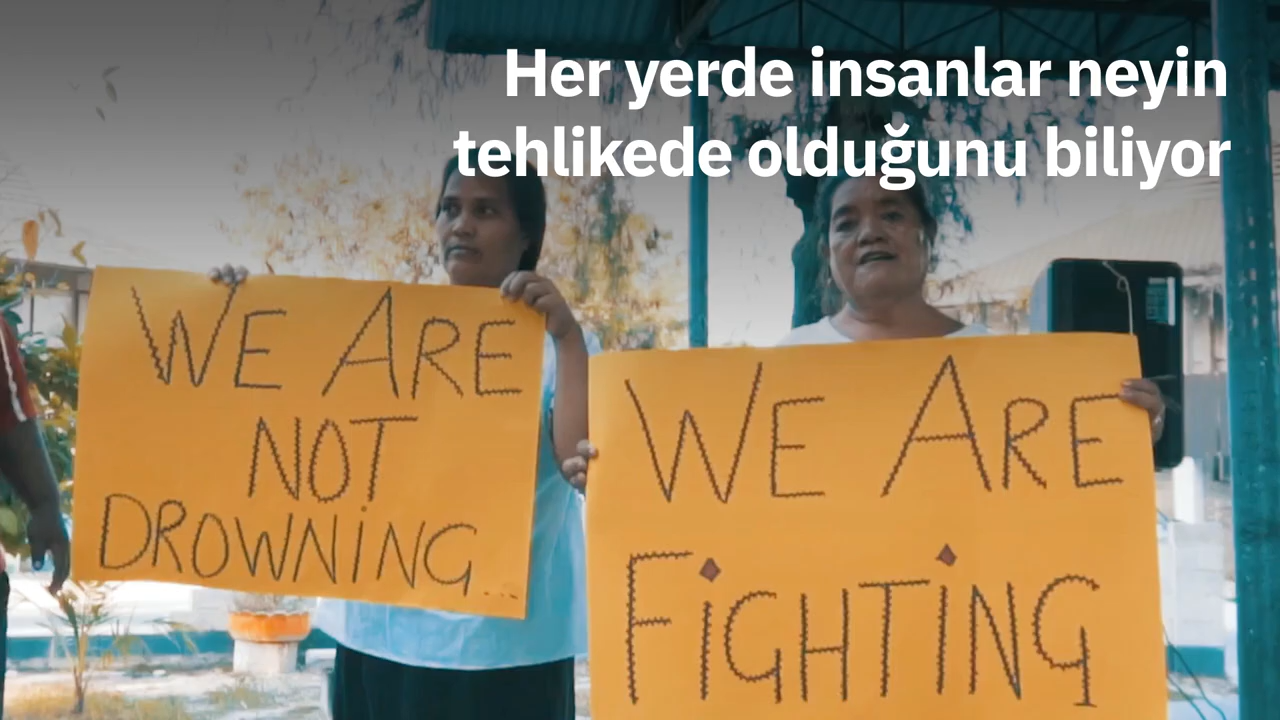 Her yerde insanlar neyin
tehlikede olduğunu biliyor
WE ARE
NOT
DROWNING...
WE ARE
FiGHTiNG